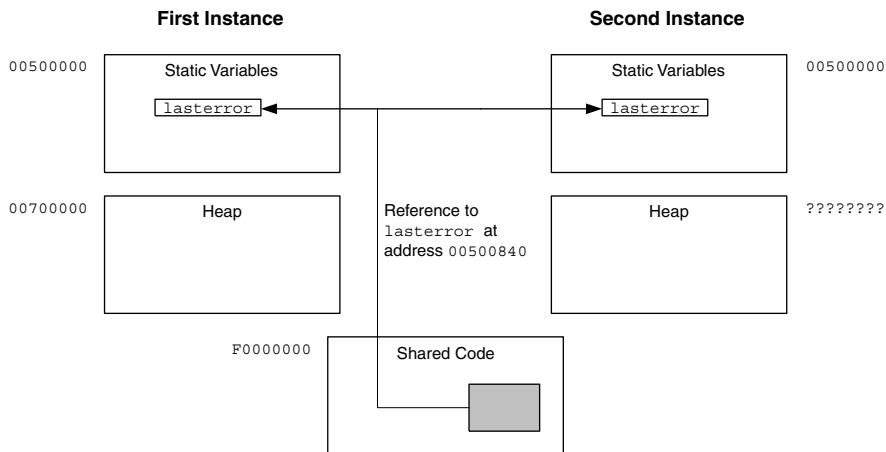 First Instance
Second Instance
00500000
Static Variables
lasterror
Static Variables
lasterror
00500000
00700000
Heap
Reference to
lasterror at
address 00500840
Heap
????????
F0000000
Shared Code